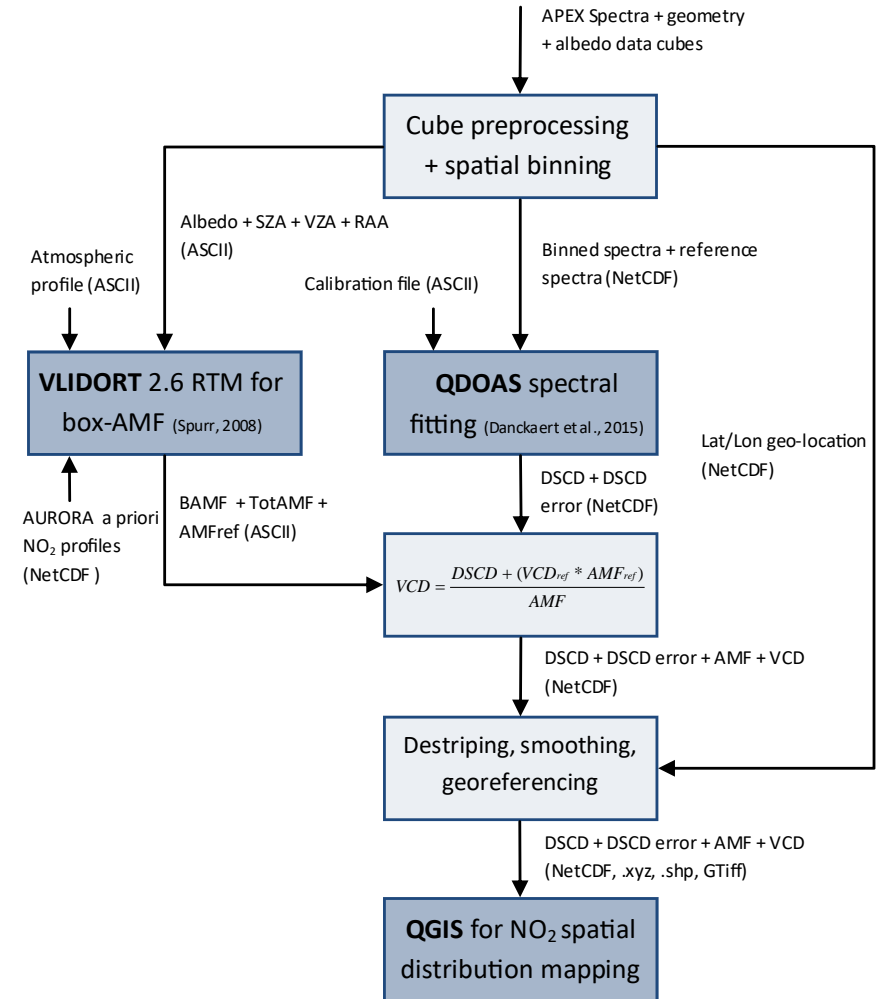 APEX Spectra + geometry
+ albedo data cubes
Cube preprocessing
+ spatial binning
Albedo + SZA + VZA + RAA
(ASCII)
Binned spectra + reference
spectra (NetCDF)
Atmospheric
profile (ASCII)
Calibration file (ASCII)
VLIDORT 2.6 RTM for
box-AMF (Spurr, 2008)
QDOAS spectral
fitting (Danckaert et al., 2015)
Lat/Lon geo-location
(NetCDF)
AURORA a priori
NO₂ profiles
(NetCDF )
BAMF + TotAMF +
AMFref (ASCII)
DSCD + DSCD
error (NetCDF)
VCD = DSCD + (VCD_ref * AMF_ref)
AMF
DSCD + DSCD error + AMF + VCD
(NetCDF)
Destriping, smoothing,
georeferencing
DSCD + DSCD error + AMF + VCD
(NetCDF, .xyz, .shp, GTiff)
QGIS for NO₂ spatial
distribution mapping